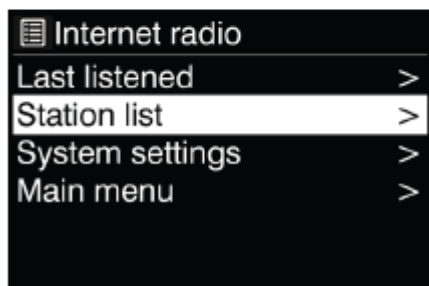 Internet radio
Last listened >
Station list >
System settings >
Main menu >